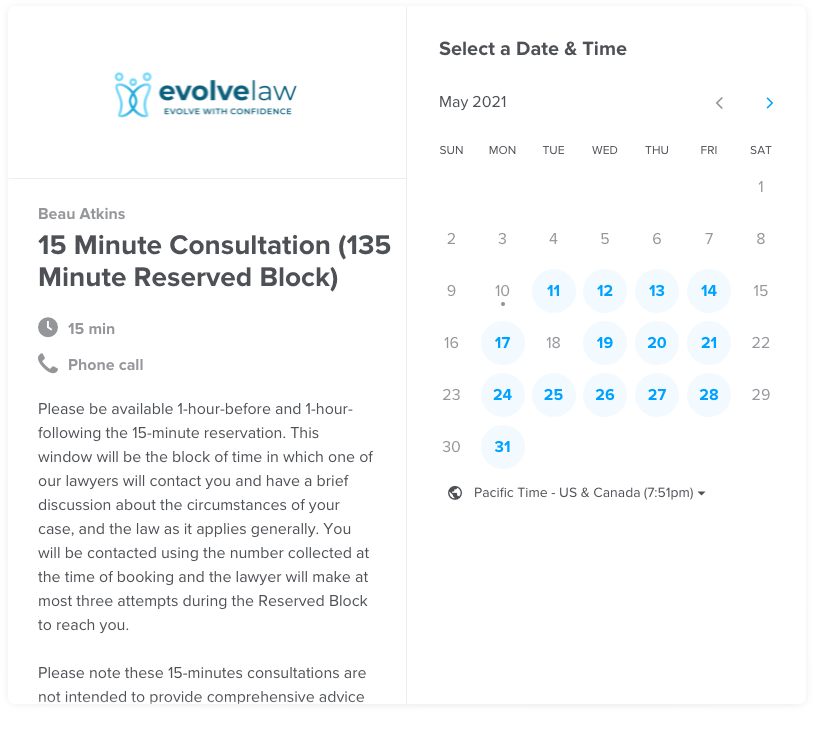 evolvelaw
EVOLVE WITH CONFIDENCE
Beau Atkins
15 Minute Consultation (135
Minute Reserved Block)
15 min
Phone call
Please be available 1-hour-before and 1-hour-
following the 15-minute reservation. This
window will be the block of time in which one of
our lawyers will contact you and have a brief
discussion about the circumstances of your
case, and the law as it applies generally. You
will be contacted using the number collected at
the time of booking and the lawyer will make at
most three attempts during the Reserved Block
to reach you.
Please note these 15-minutes consultations are
not intended to provide comprehensive advice
Select a Date & Time
May 2021
SUN MON TUE WED THU FRI SAT
1
2 3 4 5 6 7 8
9 10 11 12 13 14 15
16 17 18 19 20 21 22
23 24 25 26 27 28 29
30 31
Pacific Time - US & Canada (7:51pm)